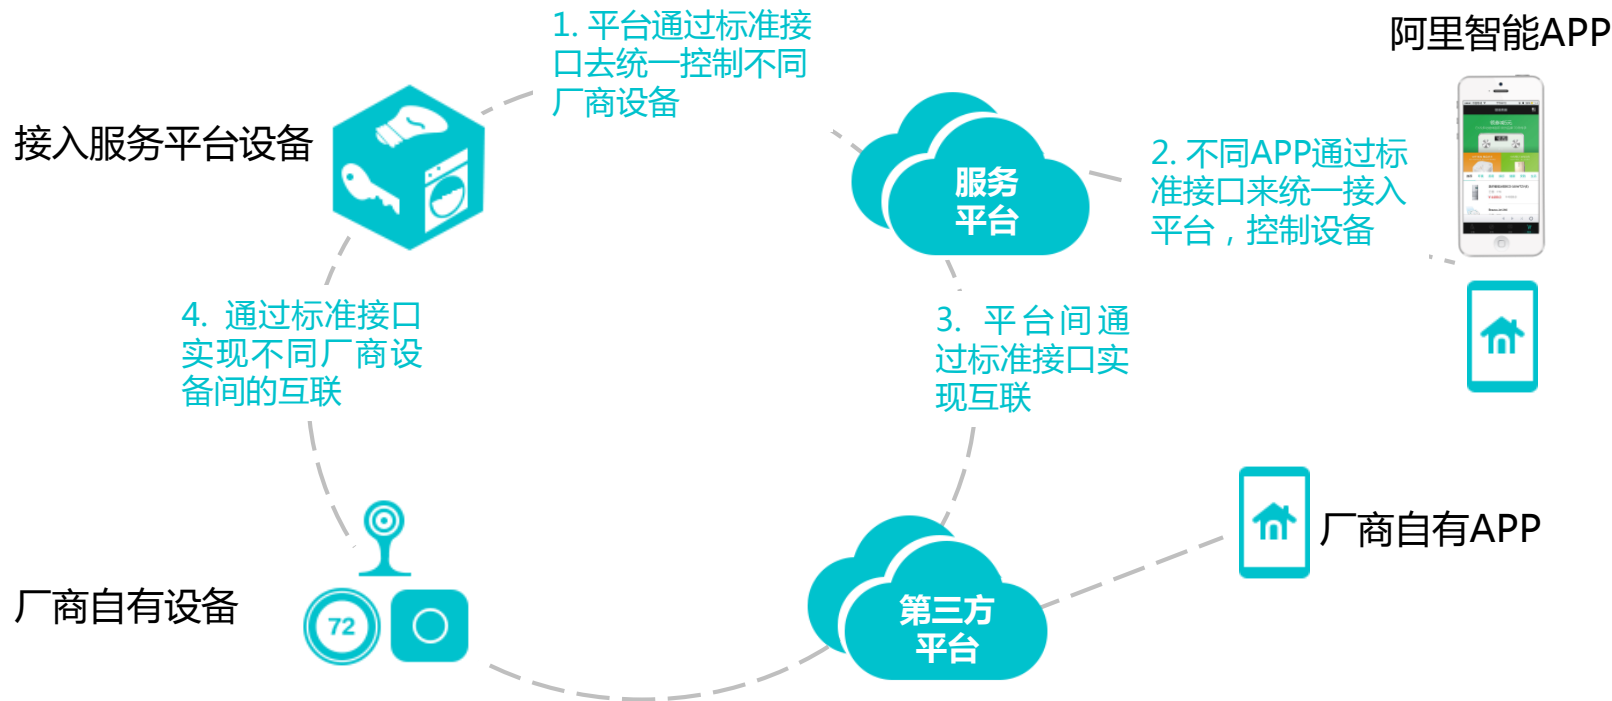 1. 平台通过标准接
口去统一控制不同
厂商设备
阿里智能APP
接入服务平台设备
服务
平台
2. 不同APP通过标
准接口来统一接入
平台，控制设备
4. 通过标准接口
实现不同厂商设
备间的互联
3. 平台间通
过标准接口实
现互联
厂商自有APP
厂商自有设备
72
第三方
平台